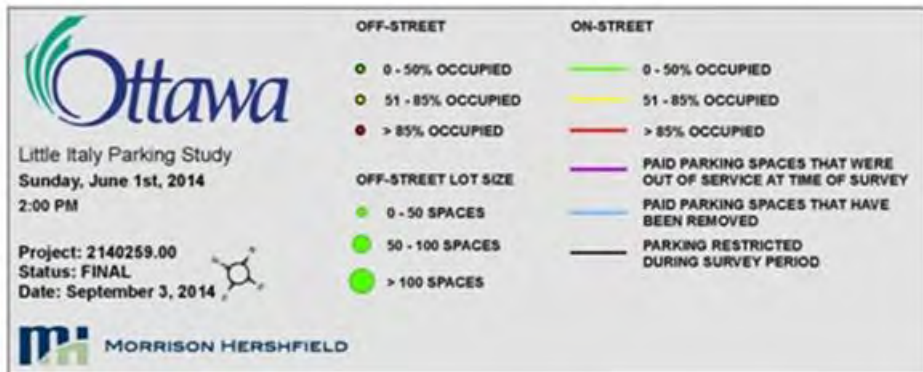 Ottawa
Little Italy Parking Study
Sunday, June 1st, 2014
2:00 PM
Project: 2140259.00
Status: FINAL
Date: September 3, 2014
MORRISON HERSHFIELD
OFF-STREET
0 - 50% OCCUPIED
51 - 85% OCCUPIED
> 85% OCCUPIED
OFF-STREET LOT SIZE
0 - 50 SPACES
50 - 100 SPACES
> 100 SPACES
ON-STREET
0 - 50% OCCUPIED
51 - 85% OCCUPIED
> 85% OCCUPIED
PAID PARKING SPACES THAT WERE
OUT OF SERVICE AT TIME OF SURVEY
PAID PARKING SPACES THAT HAVE
BEEN REMOVED
PARKING RESTRICTED
DURING SURVEY PERIOD